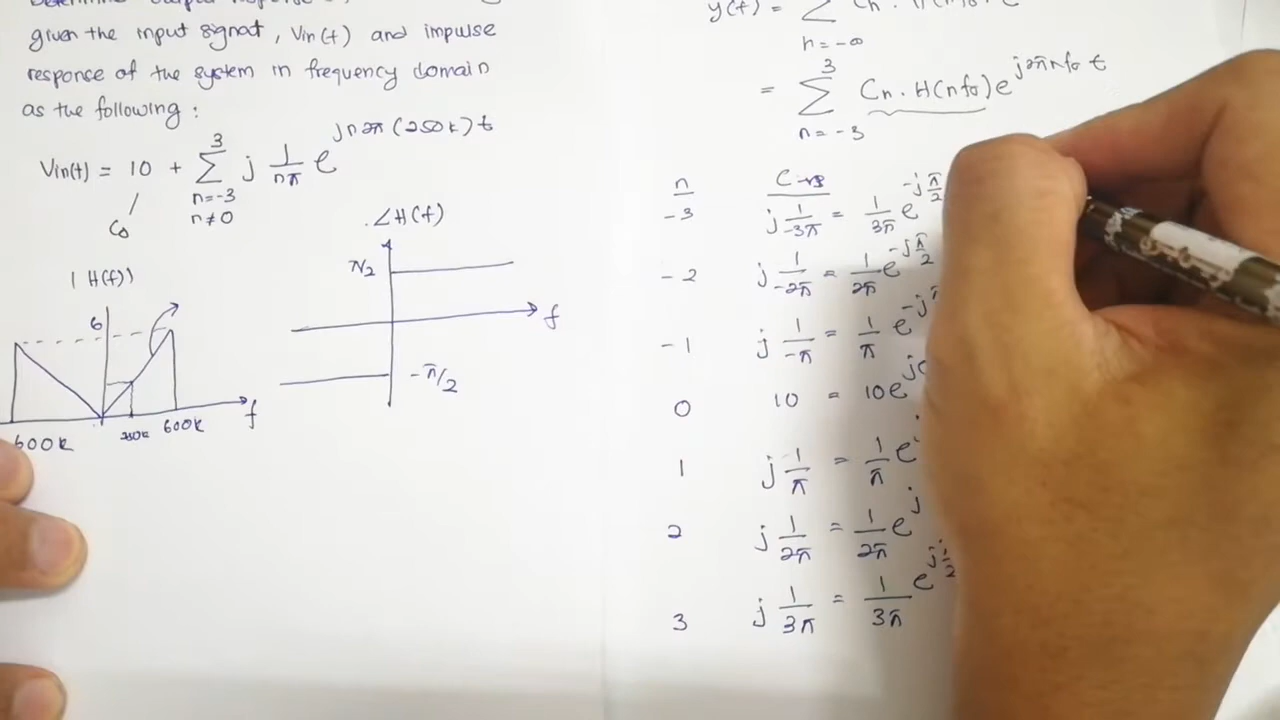 given the input signal, Vin(t) and impulse
response of the system in frequency domain
as the following :
Vin(t) = 10 + 3 ∑ n=-3 n≠0 j 1/nπ e^jn2π(250k)t
C₀
|H(f)|
6
600k
250k
600k
f
∠H(f)
π/2
f
-π/2
y(t) = ∑ n=-∞
= 3 ∑ n=-3 Cn·H(nf₀)e^j2πnf₀t
n
-3 j 1/-3π = 1/3π e^-jπ/2
-2 j 1/-2π = 1/2π e^-jπ/2
-1 j 1/-π = 1/π e^-j
0 10 = 10e^j
1 j 1/π = 1/π e
2 j 1/2π = 1/2π e^j
3 j 1/3π = 1/3π e^j